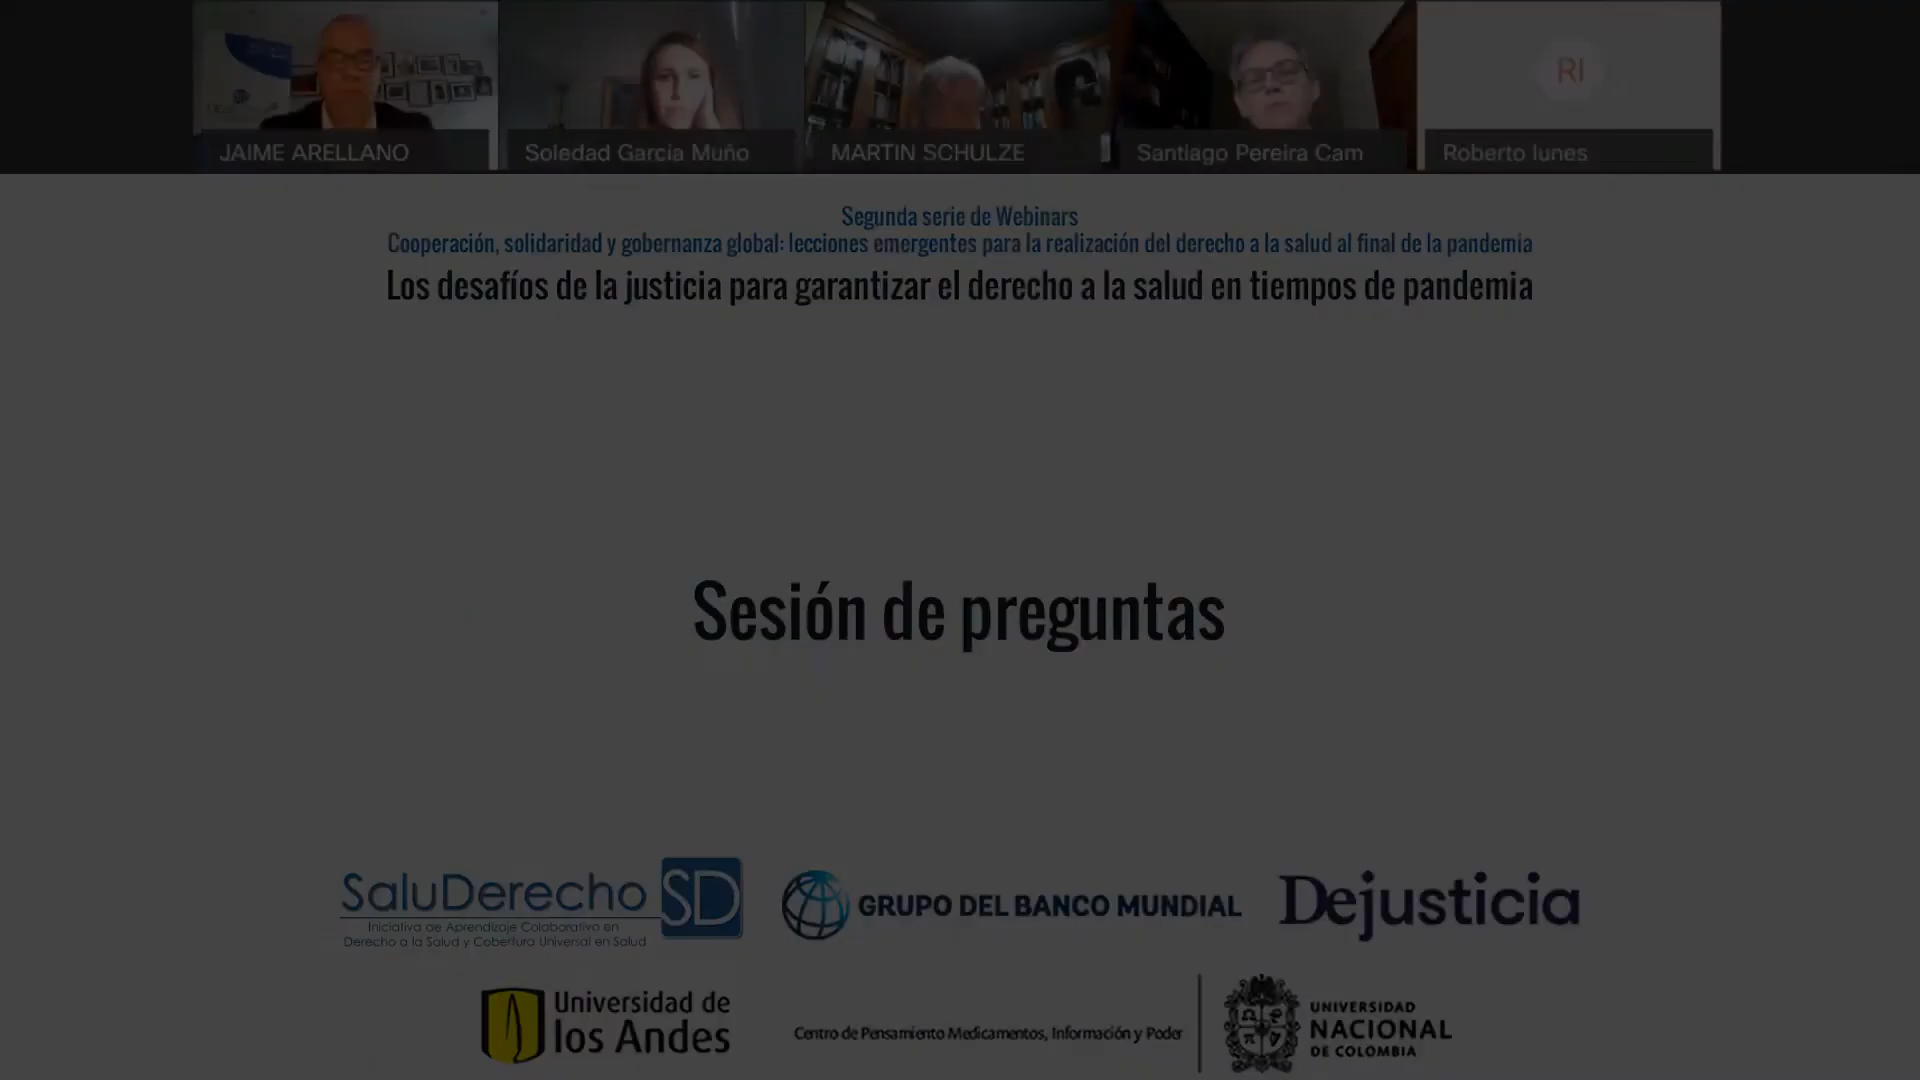 JAIME ARELLANO
Soledad García Muño
MARTIN SCHULZE
Santiago Pereira Cam
RI
Roberto Iunes
Segunda serie de Webinars
Cooperación, solidaridad y gobernanza global: lecciones emergentes para la realización del derecho a la salud al final de la pandemia
Los desafíos de la justicia para garantizar el derecho a la salud en tiempos de pandemia
Sesión de preguntas
SaluDerecho SD
Iniciativa de Aprendizaje Colaborativo en
Derecho a la Salud y Cobertura Universal en Salud
GRUPO DEL BANCO MUNDIAL
Dejusticia
Universidad de
los Andes
Centro de Pensamiento Medicamentos, Información y Poder
UNIVERSIDAD
NACIONAL
DE COLOMBIA